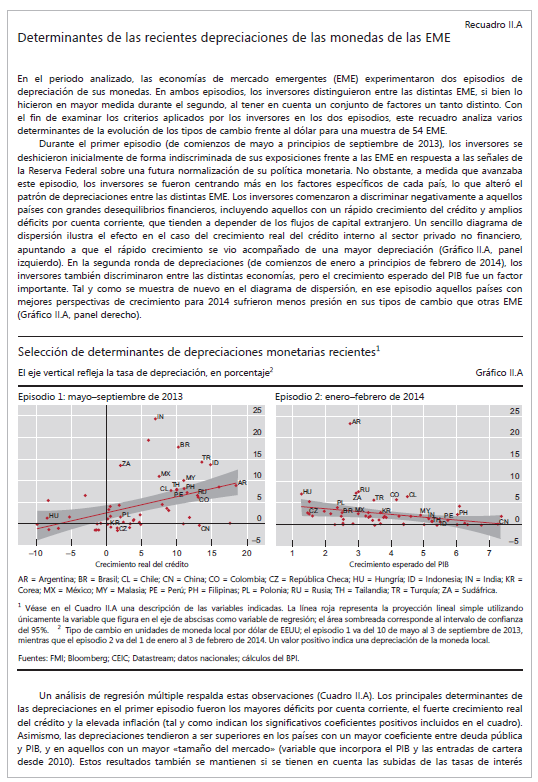 Recuadro II.A
Determinantes de las recientes depreciaciones de las monedas de las EME
En el periodo analizado, las economías de mercado emergentes (EME) experimentaron dos episodios de
depreciación de sus monedas. En ambos episodios, los inversores distinguieron entre las distintas EME, si bien lo
hicieron en mayor medida durante el segundo, al tener en cuenta un conjunto de factores un tanto distinto. Con
el fin de examinar los criterios aplicados por los inversores en los dos episodios, este recuadro analiza varios
determinantes de la evolución de los tipos de cambio frente al dólar para una muestra de 54 EME.
Durante el primer episodio (de comienzos de mayo a principios de septiembre de 2013), los inversores se
deshicieron inicialmente de forma indiscriminada de sus exposiciones frente a las EME en respuesta a las señales de
la Reserva Federal sobre una futura normalización de su política monetaria. No obstante, a medida que avanzaba
este episodio, los inversores se fueron centrando más en los factores específicos de cada país, lo que alteró el
patrón de depreciaciones entre las distintas EME. Los inversores comenzaron a discriminar negativamente a aquellos
países con grandes desequilibrios financieros, incluyendo aquellos con un rápido crecimiento del crédito y amplios
déficits por cuenta corriente, que tienden a depender de los flujos de capital extranjero. Un sencillo diagrama de
dispersión ilustra el efecto en el caso del crecimiento real del crédito interno al sector privado no financiero,
apuntando a que el rápido crecimiento se vio acompañado de una mayor depreciación (Gráfico II.A, panel
izquierdo). En la segunda ronda de depreciaciones (de comienzos de enero a principios de febrero de 2014), los
inversores también discriminaron entre las distintas economías, pero el crecimiento esperado del PIB fue un factor
importante. Tal y como se muestra de nuevo en el diagrama de dispersión, en ese episodio aquellos países con
mejores perspectivas de crecimiento para 2014 sufrieron menos presión en sus tipos de cambio que otras EME
(Gráfico II.A, panel derecho).
Selección de determinantes de depreciaciones monetarias recientes1
El eje vertical refleja la tasa de depreciación, en porcentaje2 Gráfico II.A
Episodio 1: mayo–septiembre de 2013 Episodio 2: enero–febrero de 2014
25
20
15
10
5
0
–5
IN
BR
ZA
TR
ID
MX
MY
CL
TH
PH
AR
PE
RU
CO
HU
PL
KR
CZ
CN
–10 –5 0 5 10 15 20
Crecimiento real del crédito
25
20
15
10
5
0
–5
AR
HU
RU
ZA
TR
CO
CL
PL
CZ
BR
MX
KR
MY
IN
PE
PH
CN
1 2 3 4 5 6 7
Crecimiento esperado del PIB
AR = Argentina; BR = Brasil; CL = Chile; CN = China; CO = Colombia; CZ = República Checa; HU = Hungría; ID = Indonesia; IN = India; KR =
Corea; MX = México; MY = Malasia; PE = Perú; PH = Filipinas; PL = Polonia; RU = Rusia; TH = Tailandia; TR = Turquía; ZA = Sudáfrica.
1 Véase en el Cuadro II.A una descripción de las variables indicadas. La línea roja representa la proyección lineal simple utilizando
únicamente la variable que figura en el eje de abscisas como variable de regresión; el área sombreada corresponde al intervalo de confianza
del 95%. 2 Tipo de cambio en unidades de moneda local por dólar de EEUU; el episodio 1 va del 10 de mayo al 3 de septiembre de 2013,
mientras que el episodio 2 va del 1 de enero al 3 de febrero de 2014. Un valor positivo indica una depreciación de la moneda local.
Fuentes: FMI; Bloomberg; CEIC; Datastream; datos nacionales; cálculos del BPI.
Un análisis de regresión múltiple respalda estas observaciones (Cuadro II.A). Los principales determinantes de
las depreciaciones en el primer episodio fueron los mayores déficits por cuenta corriente, el fuerte crecimiento real
del crédito y la elevada inflación (tal y como indican los significativos coeficientes positivos incluidos en el cuadro).
Asimismo, las depreciaciones tendieron a ser superiores en los países con un mayor coeficiente entre deuda pública
y PIB, y en aquellos con un mayor «tamaño del mercado» (variable que incorpora el PIB y las entradas de cartera
desde 2010). Estos resultados también se mantienen si se tienen en cuenta las subidas de las tasas de interés